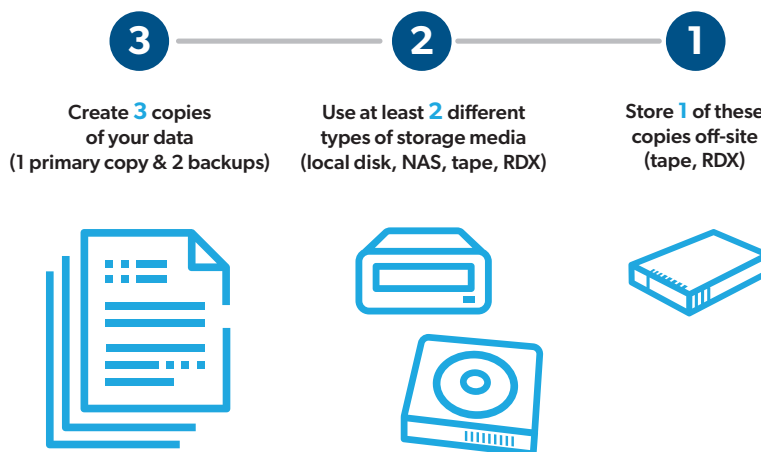 3
2
1
Create 3 copies
of your data
(1 primary copy & 2 backups)
Use at least 2 different
types of storage media
(local disk, NAS, tape, RDX)
Store 1 of these
copies off-site
(tape, RDX)